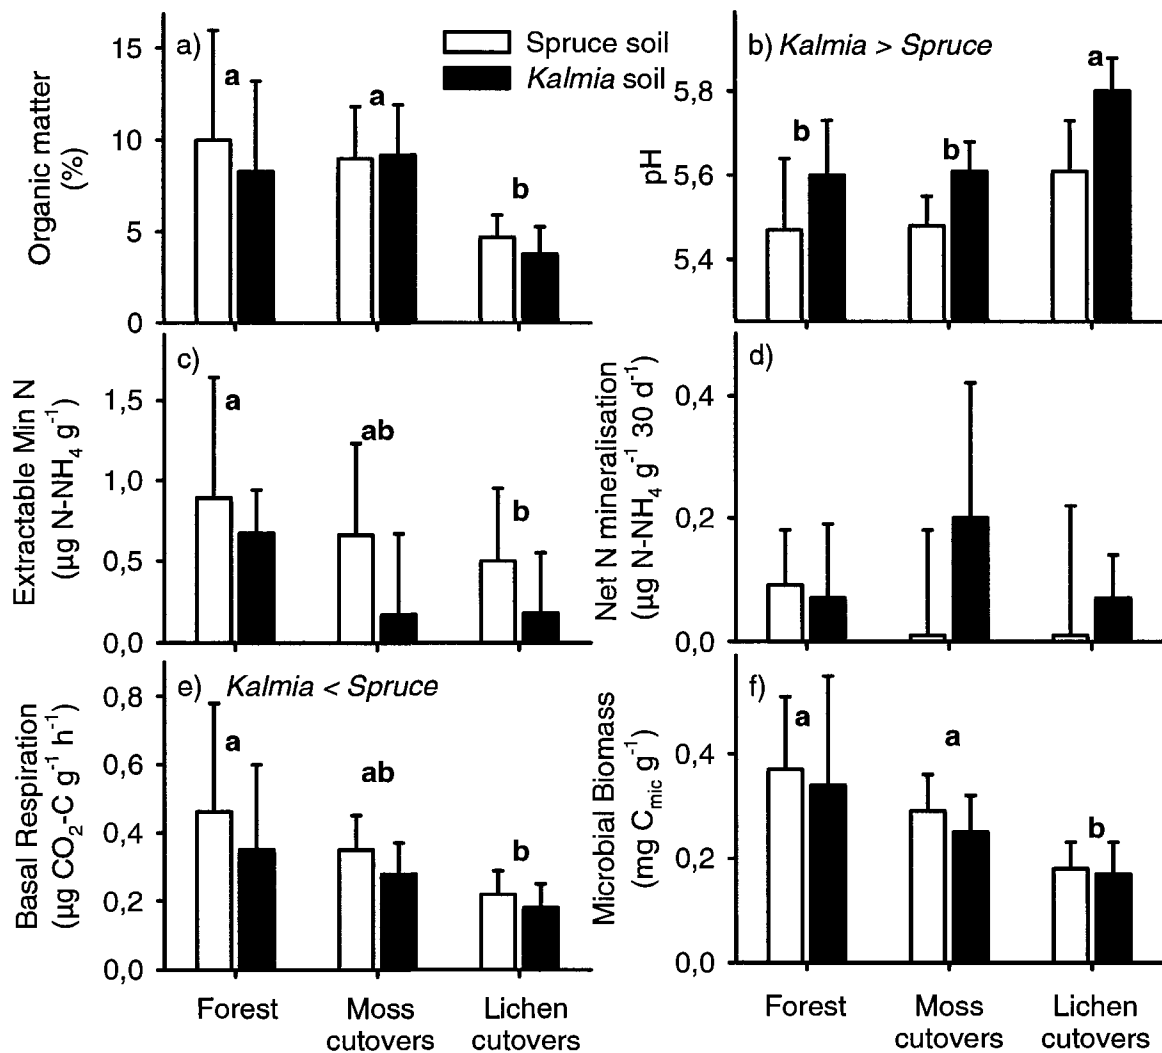 a)
Spruce soil
Kalmia soil
Organic matter
(%)
15
10
5
0
a
a
b
b) Kalmia > Spruce
pH
5,8
5,6
5,4
b
b
a
c)
Extractable Min N
(µg N-NH4 g-1)
1,5
1,0
0,5
0,0
a
ab
b
d)
Net N mineralisation
(µg N-NH4 g-1 30 d-1)
0,4
0,2
0,0
e) Kalmia < Spruce
Basal Respiration
(µg CO2-C g-1 h-1)
0,8
0,6
0,4
0,2
0,0
a
ab
b
Forest
Moss
cutovers
Lichen
cutovers
f)
Microbial Biomass
(mg Cmic g-1)
0,4
0,2
0,0
a
a
b
Forest
Moss
cutovers
Lichen
cutovers